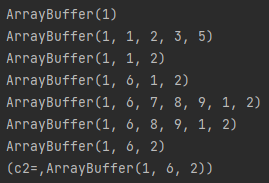 ArrayBuffer(1)
ArrayBuffer(1, 1, 2, 3, 5)
ArrayBuffer(1, 1, 2)
ArrayBuffer(1, 6, 1, 2)
ArrayBuffer(1, 6, 7, 8, 9, 1, 2)
ArrayBuffer(1, 6, 8, 9, 1, 2)
ArrayBuffer(1, 6, 2)
(c2=,ArrayBuffer(1, 6, 2))